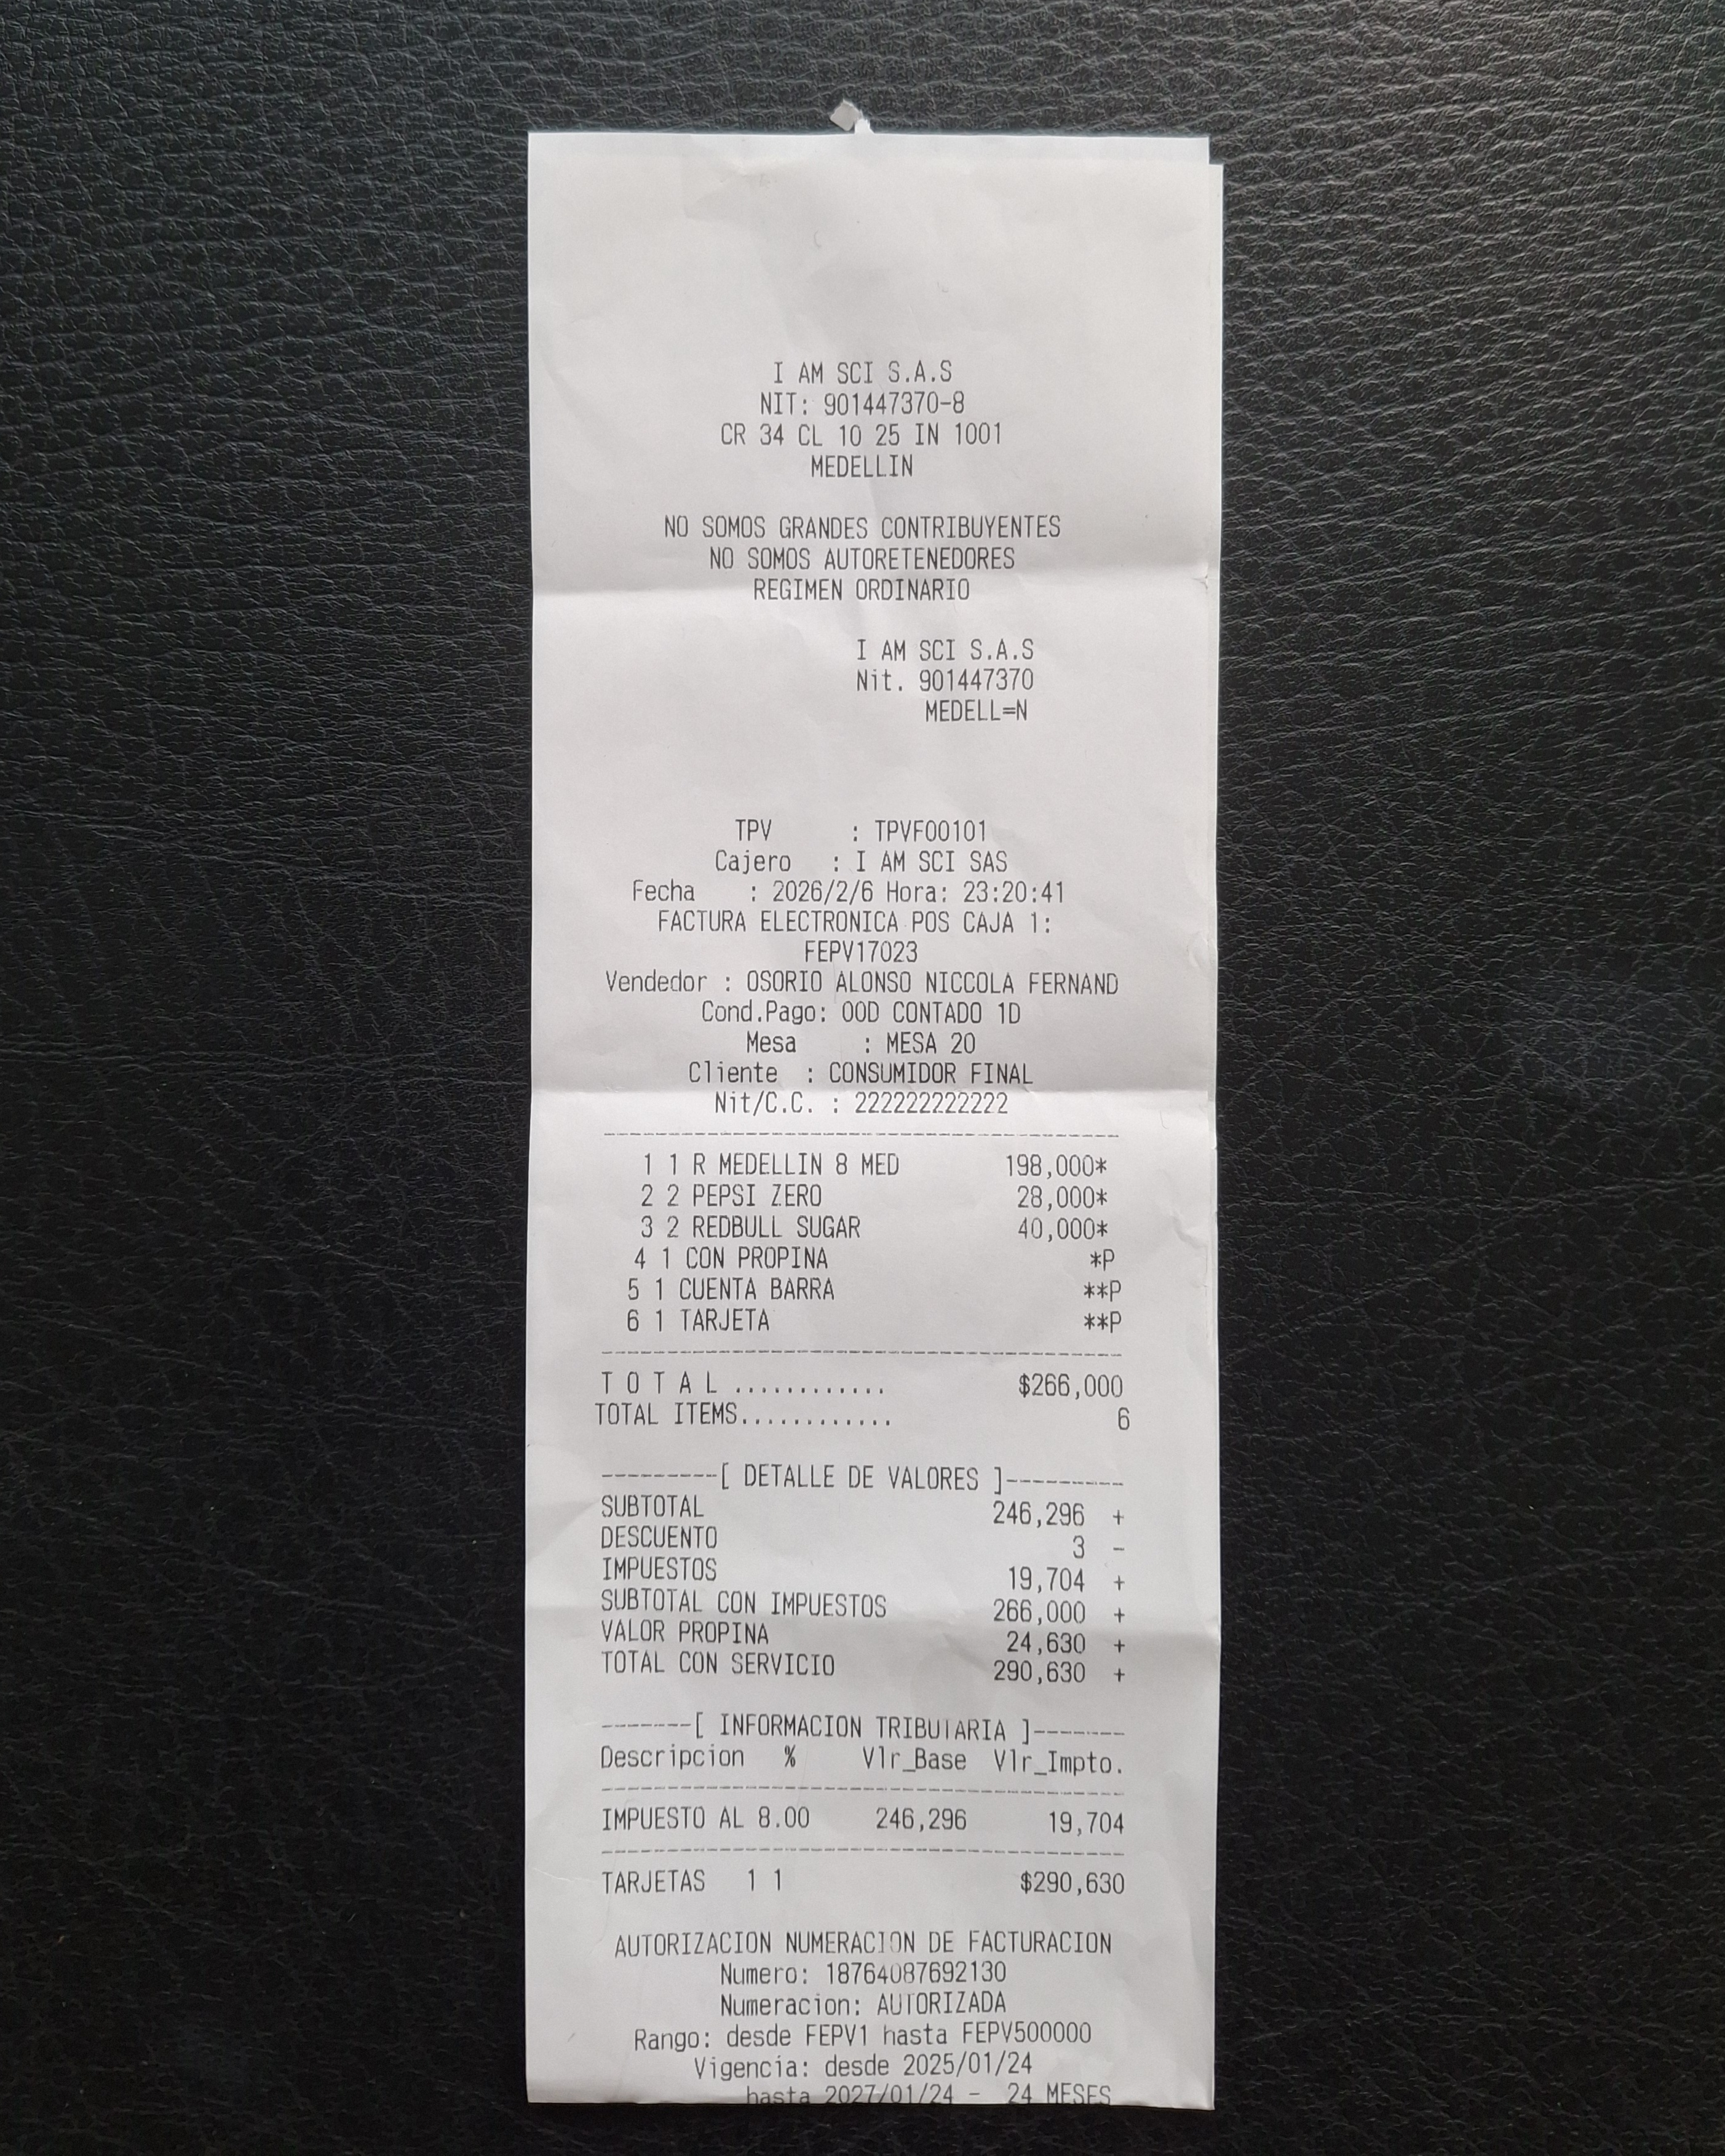 I AM SCI S.A.S
NIT: 901447370-8
CR 34 CL 10 25 IN 1001
MEDELLIN
NO SOMOS GRANDES CONTRIBUYENTES
NO SOMOS AUTORETENEDORES
REGIMEN ORDINARIO
I AM SCI S.A.S
Nit. 901447370
MEDELL=N
TPV : TPVF00101
Cajero : I AM SCI SAS
Fecha : 2026/2/6 Hora: 23:20:41
FACTURA ELECTRONICA POS CAJA 1:
FEPV17023
Vendedor : OSORIO ALONSO NICCOLA FERNAND
Cond.Pago: 00D CONTADO 1D
Mesa : MESA 20
Cliente : CONSUMIDOR FINAL
Nit/C.C. : 222222222222
1 1 R MEDELLIN 8 MED 198,000*
2 2 PEPSI ZERO 28,000*
3 2 REDBULL SUGAR 40,000*
4 1 CON PROPINA *P
5 1 CUENTA BARRA **P
6 1 TARJETA **P
T O T A L ............ $266,000
TOTAL ITEMS............ 6
---------[ DETALLE DE VALORES ]---------
SUBTOTAL 246,296 +
DESCUENTO 3 -
IMPUESTOS 19,704 +
SUBTOTAL CON IMPUESTOS 266,000 +
VALOR PROPINA 24,630 +
TOTAL CON SERVICIO 290,630 +
-------[ INFORMACION TRIBUTARIA ]-------
Descripcion % Vlr_Base Vlr_Impto.
IMPUESTO AL 8.00 246,296 19,704
TARJETAS 1 1 $290,630
AUTORIZACION NUMERACION DE FACTURACION
Numero: 18764087692130
Numeracion: AUTORIZADA
Rango: desde FEPV1 hasta FEPV500000
Vigencia: desde 2025/01/24
hasta 2027/01/24 - 24 MESES